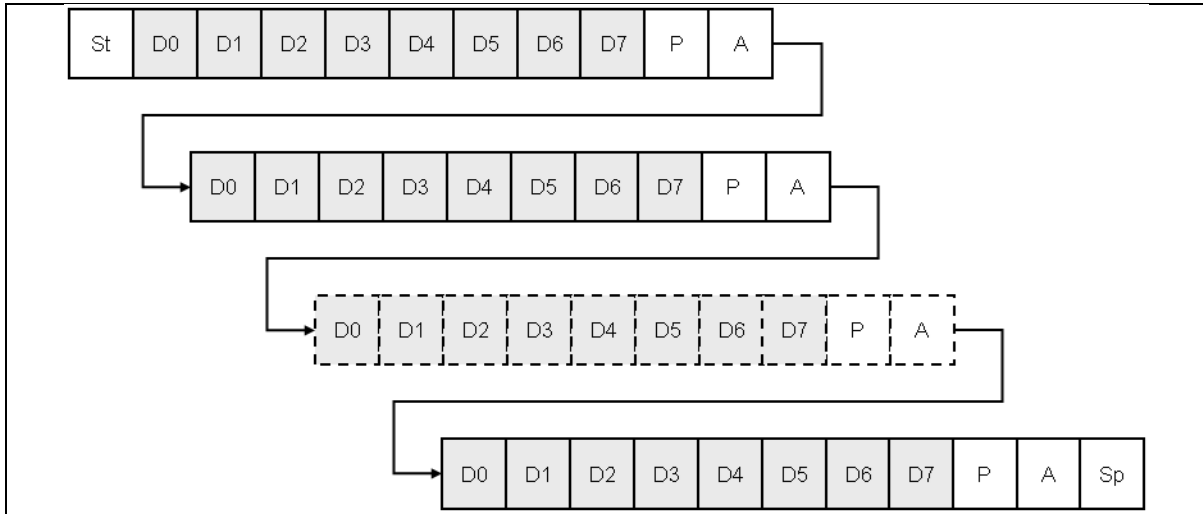 St D0 D1 D2 D3 D4 D5 D6 D7 P A
D0 D1 D2 D3 D4 D5 D6 D7 P A
D0 D1 D2 D3 D4 D5 D6 D7 P A
D0 D1 D2 D3 D4 D5 D6 D7 P A Sp